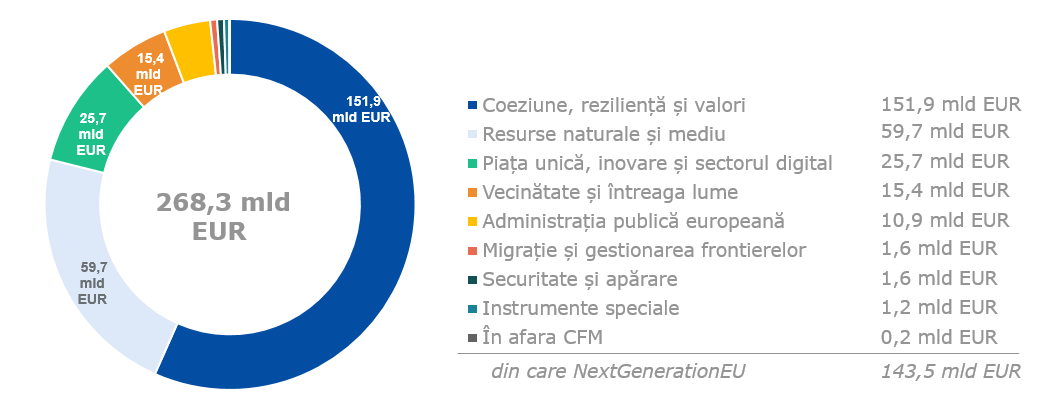 15,4
mld
EUR
151,9
mld EUR
25,7
mld
EUR
268,3 mld
EUR
59,7
mld
EUR
Coeziune, reziliență și valori 151,9 mld EUR
Resurse naturale și mediu 59,7 mld EUR
Piața unică, inovare și sectorul digital 25,7 mld EUR
Vecinătate și întreaga lume 15,4 mld EUR
Administrația publică europeană 10,9 mld EUR
Migrație și gestionarea frontierelor 1,6 mld EUR
Securitate și apărare 1,6 mld EUR
Instrumente speciale 1,2 mld EUR
În afara CFM 0,2 mld EUR
din care NextGenerationEU 143,5 mld EUR